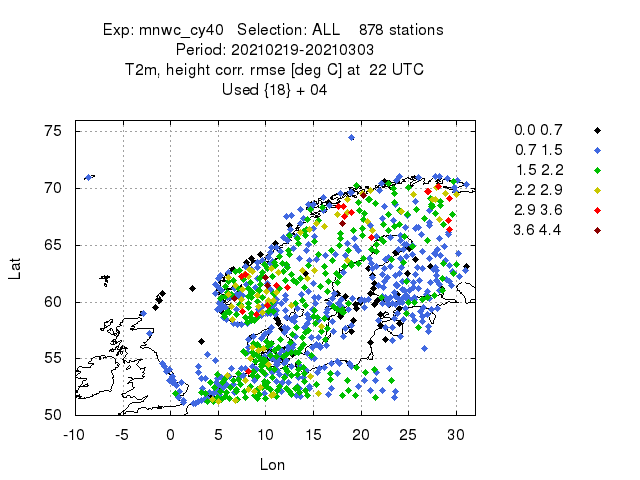 Exp: mnwc_cy40 Selection: ALL 878 stations
Period: 20210219-20210303
T2m, height corr. rmse [deg C] at 22 UTC
Used {18} + 04
75
70
65
60
55
50
Lat
-10 -5 0 5 10 15 20 25 30
Lon
0.0 0.7
0.7 1.5
1.5 2.2
2.2 2.9
2.9 3.6
3.6 4.4